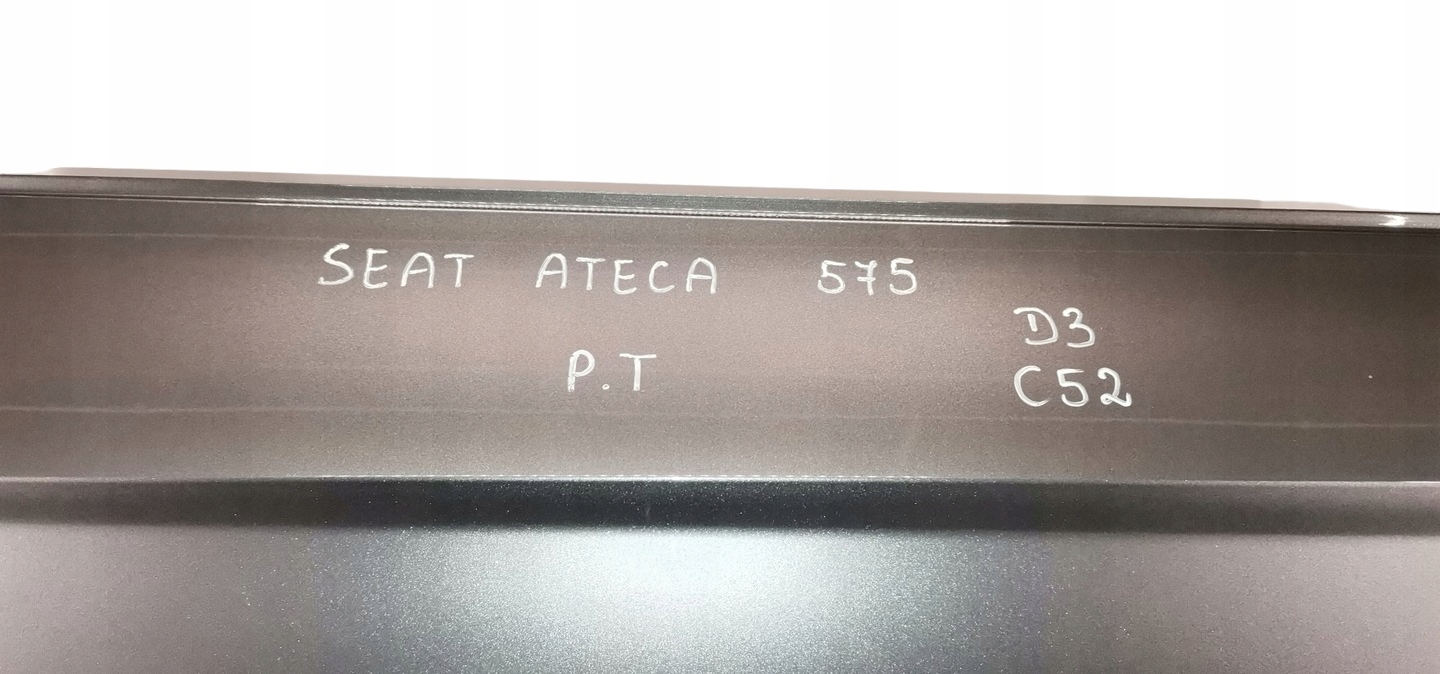 SEAT ATECA 575
D3
P.T
C52